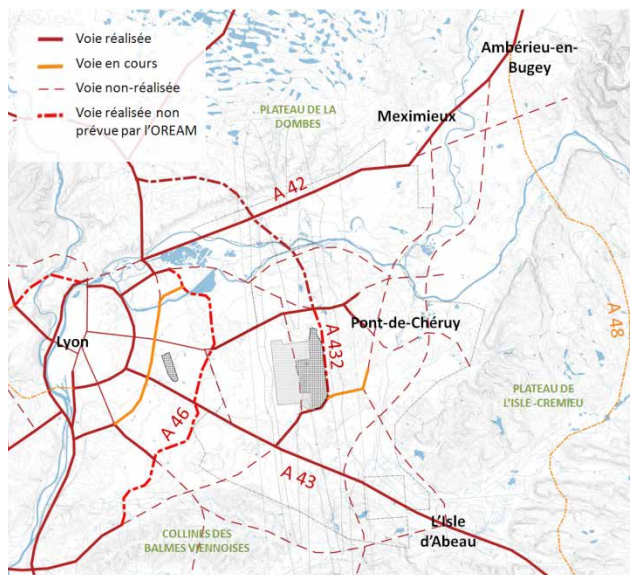 Voie réalisée
Voie en cours
Voie non-réalisée
Voie réalisée non
prévue par l'OREAM
Ambérieu-en-
Bugey
PLATEAU DE LA
DOMBES
Meximieux
A 42
Lyon
Pont-de-Chéruy
A 432
A 48
PLATEAU DE
L'ISLE-CREMIEU
A 46
A 43
L'Isle
d'Abeau
COLLINES DES
BALMES VIENNOISES